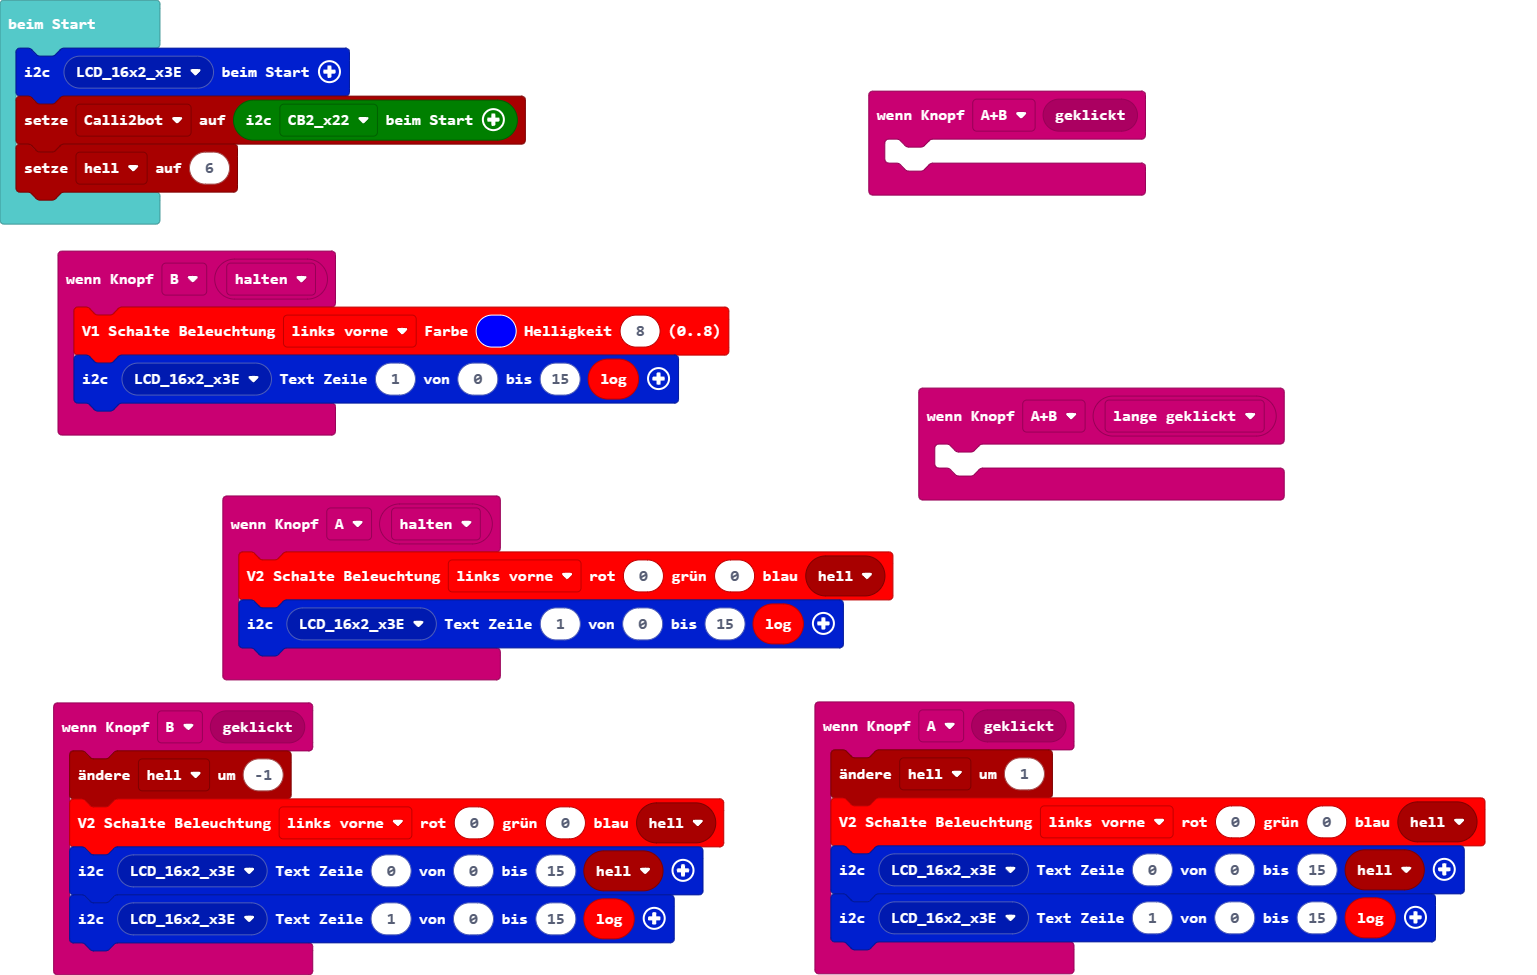 beim Start
i2c LCD_16x2_x3E beim Start
setze Calli2bot auf i2c CB2_x22 beim Start
setze hell auf 6
wenn Knopf A+B geklickt
wenn Knopf B halten
V1 Schalte Beleuchtung links vorne Farbe Helligkeit 8 (0..8)
i2c LCD_16x2_x3E Text Zeile 1 von 0 bis 15 log
wenn Knopf A+B lange geklickt
wenn Knopf A halten
V2 Schalte Beleuchtung links vorne rot 0 grün 0 blau hell
i2c LCD_16x2_x3E Text Zeile 1 von 0 bis 15 log
wenn Knopf B geklickt
ändere hell um -1
V2 Schalte Beleuchtung links vorne rot 0 grün 0 blau hell
i2c LCD_16x2_x3E Text Zeile 0 von 0 bis 15 hell
i2c LCD_16x2_x3E Text Zeile 1 von 0 bis 15 log
wenn Knopf A geklickt
ändere hell um 1
V2 Schalte Beleuchtung links vorne rot 0 grün 0 blau hell
i2c LCD_16x2_x3E Text Zeile 0 von 0 bis 15 hell
i2c LCD_16x2_x3E Text Zeile 1 von 0 bis 15 log